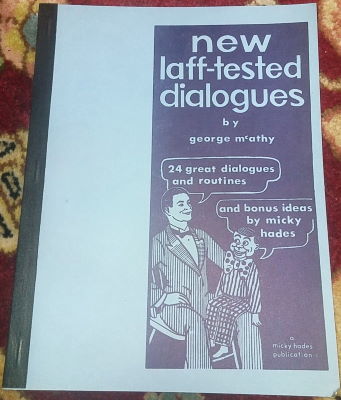 new
laff-tested
dialogues
by
george mcathy
24 great dialogues
and routines
and bonus ideas
by micky
hades
a
micky hades
publication